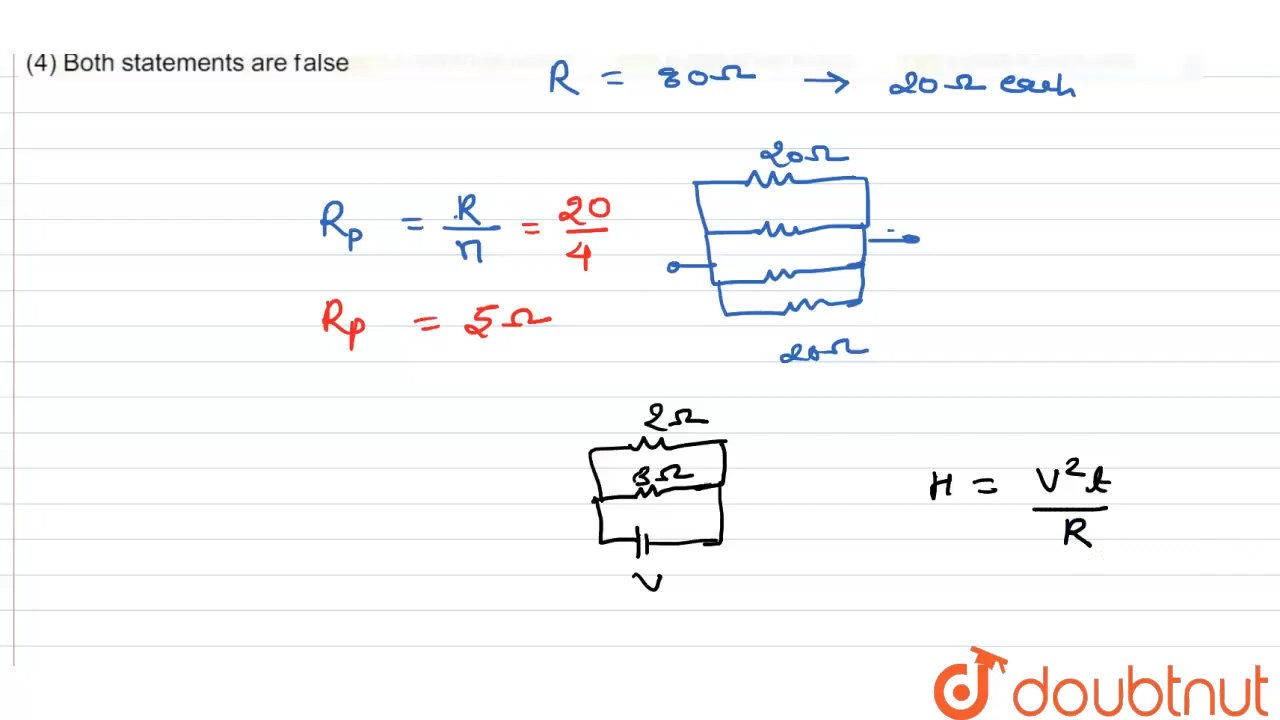 (4) Both statements are false
R = 80Ω → 20Ω each
20Ω
Rp = R/n = 20/4
Rp = 5Ω
20Ω
2Ω
3Ω
V
H = V²t/R
doubtnut